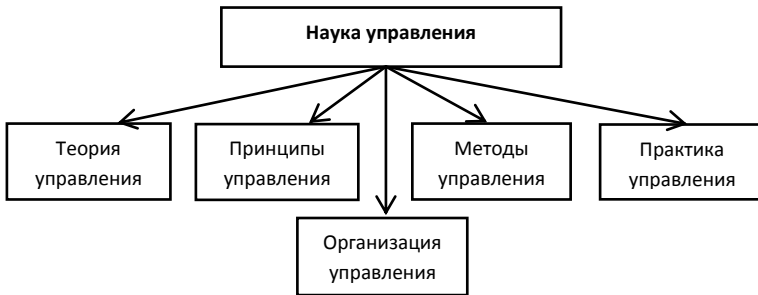 Наука управления
Теория
управления
Принципы
управления
Методы
управления
Практика
управления
Организация
управления